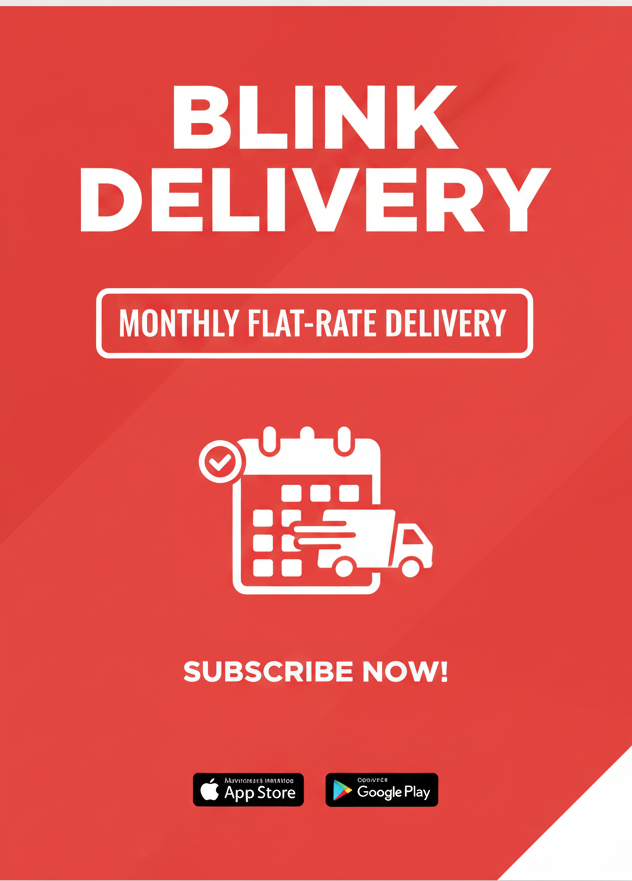 BLINK
DELIVERY
MONTHLY FLAT-RATE DELIVERY
SUBSCRIBE NOW!
App Store
Google Play